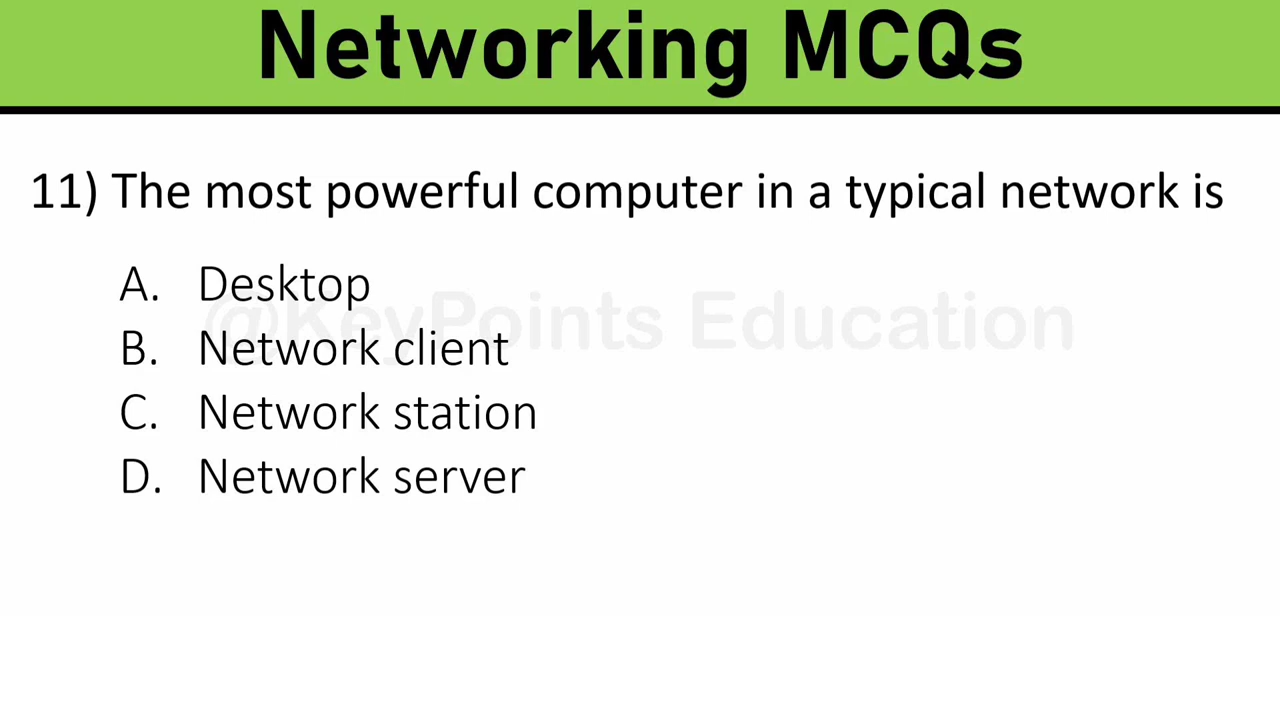 Networking MCQs
11) The most powerful computer in a typical network is
@KeyPoints Education
A. Desktop
B. Network client
C. Network station
D. Network server